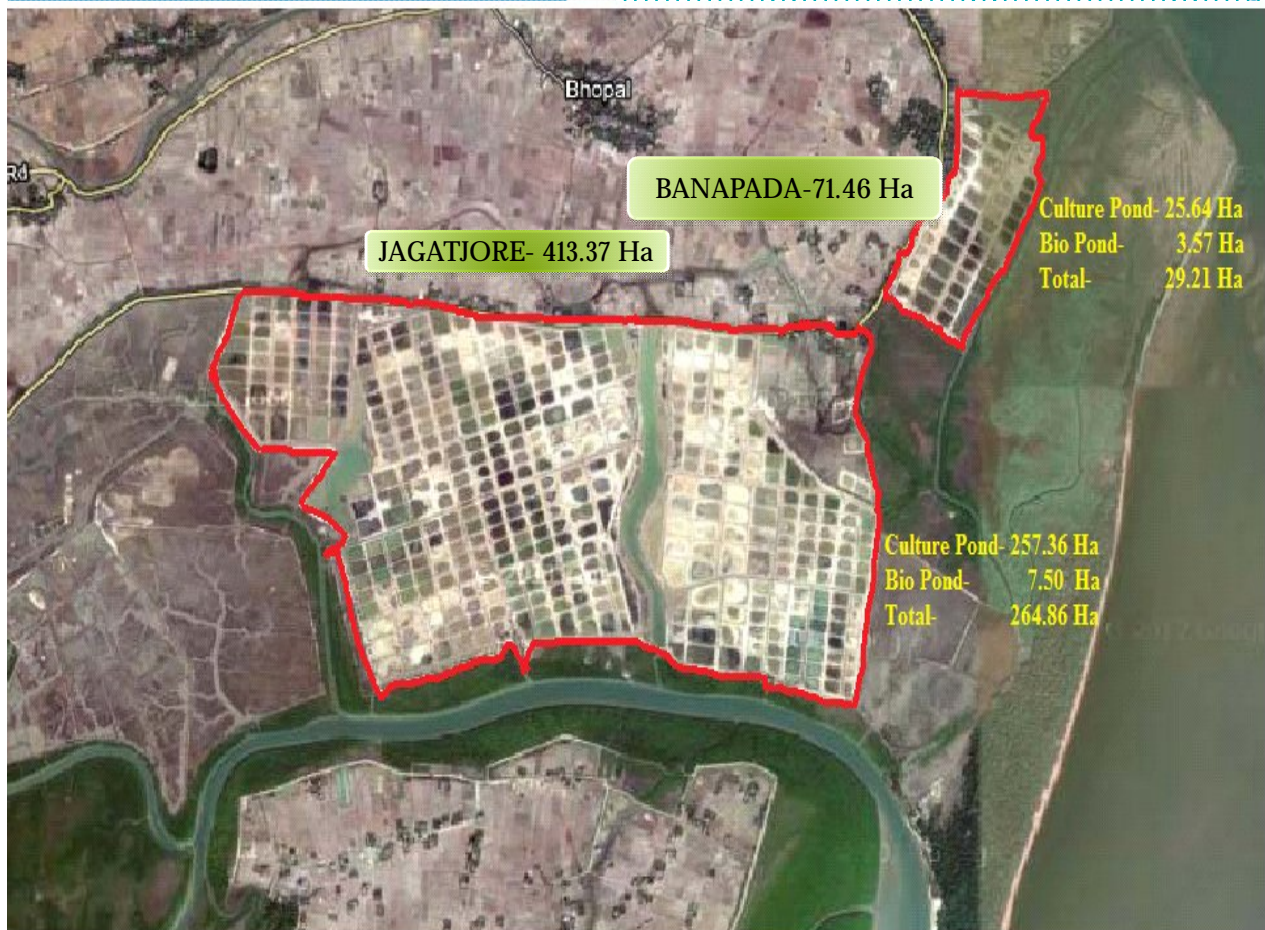 Bhopal
Rd
BANAPADA-71.46 Ha
JAGATJORE- 413.37 Ha
Culture Pond- 25.64 Ha
Bio Pond- 3.57 Ha
Total- 29.21 Ha
Culture Pond- 257.36 Ha
Bio Pond- 7.50 Ha
Total- 264.86 Ha